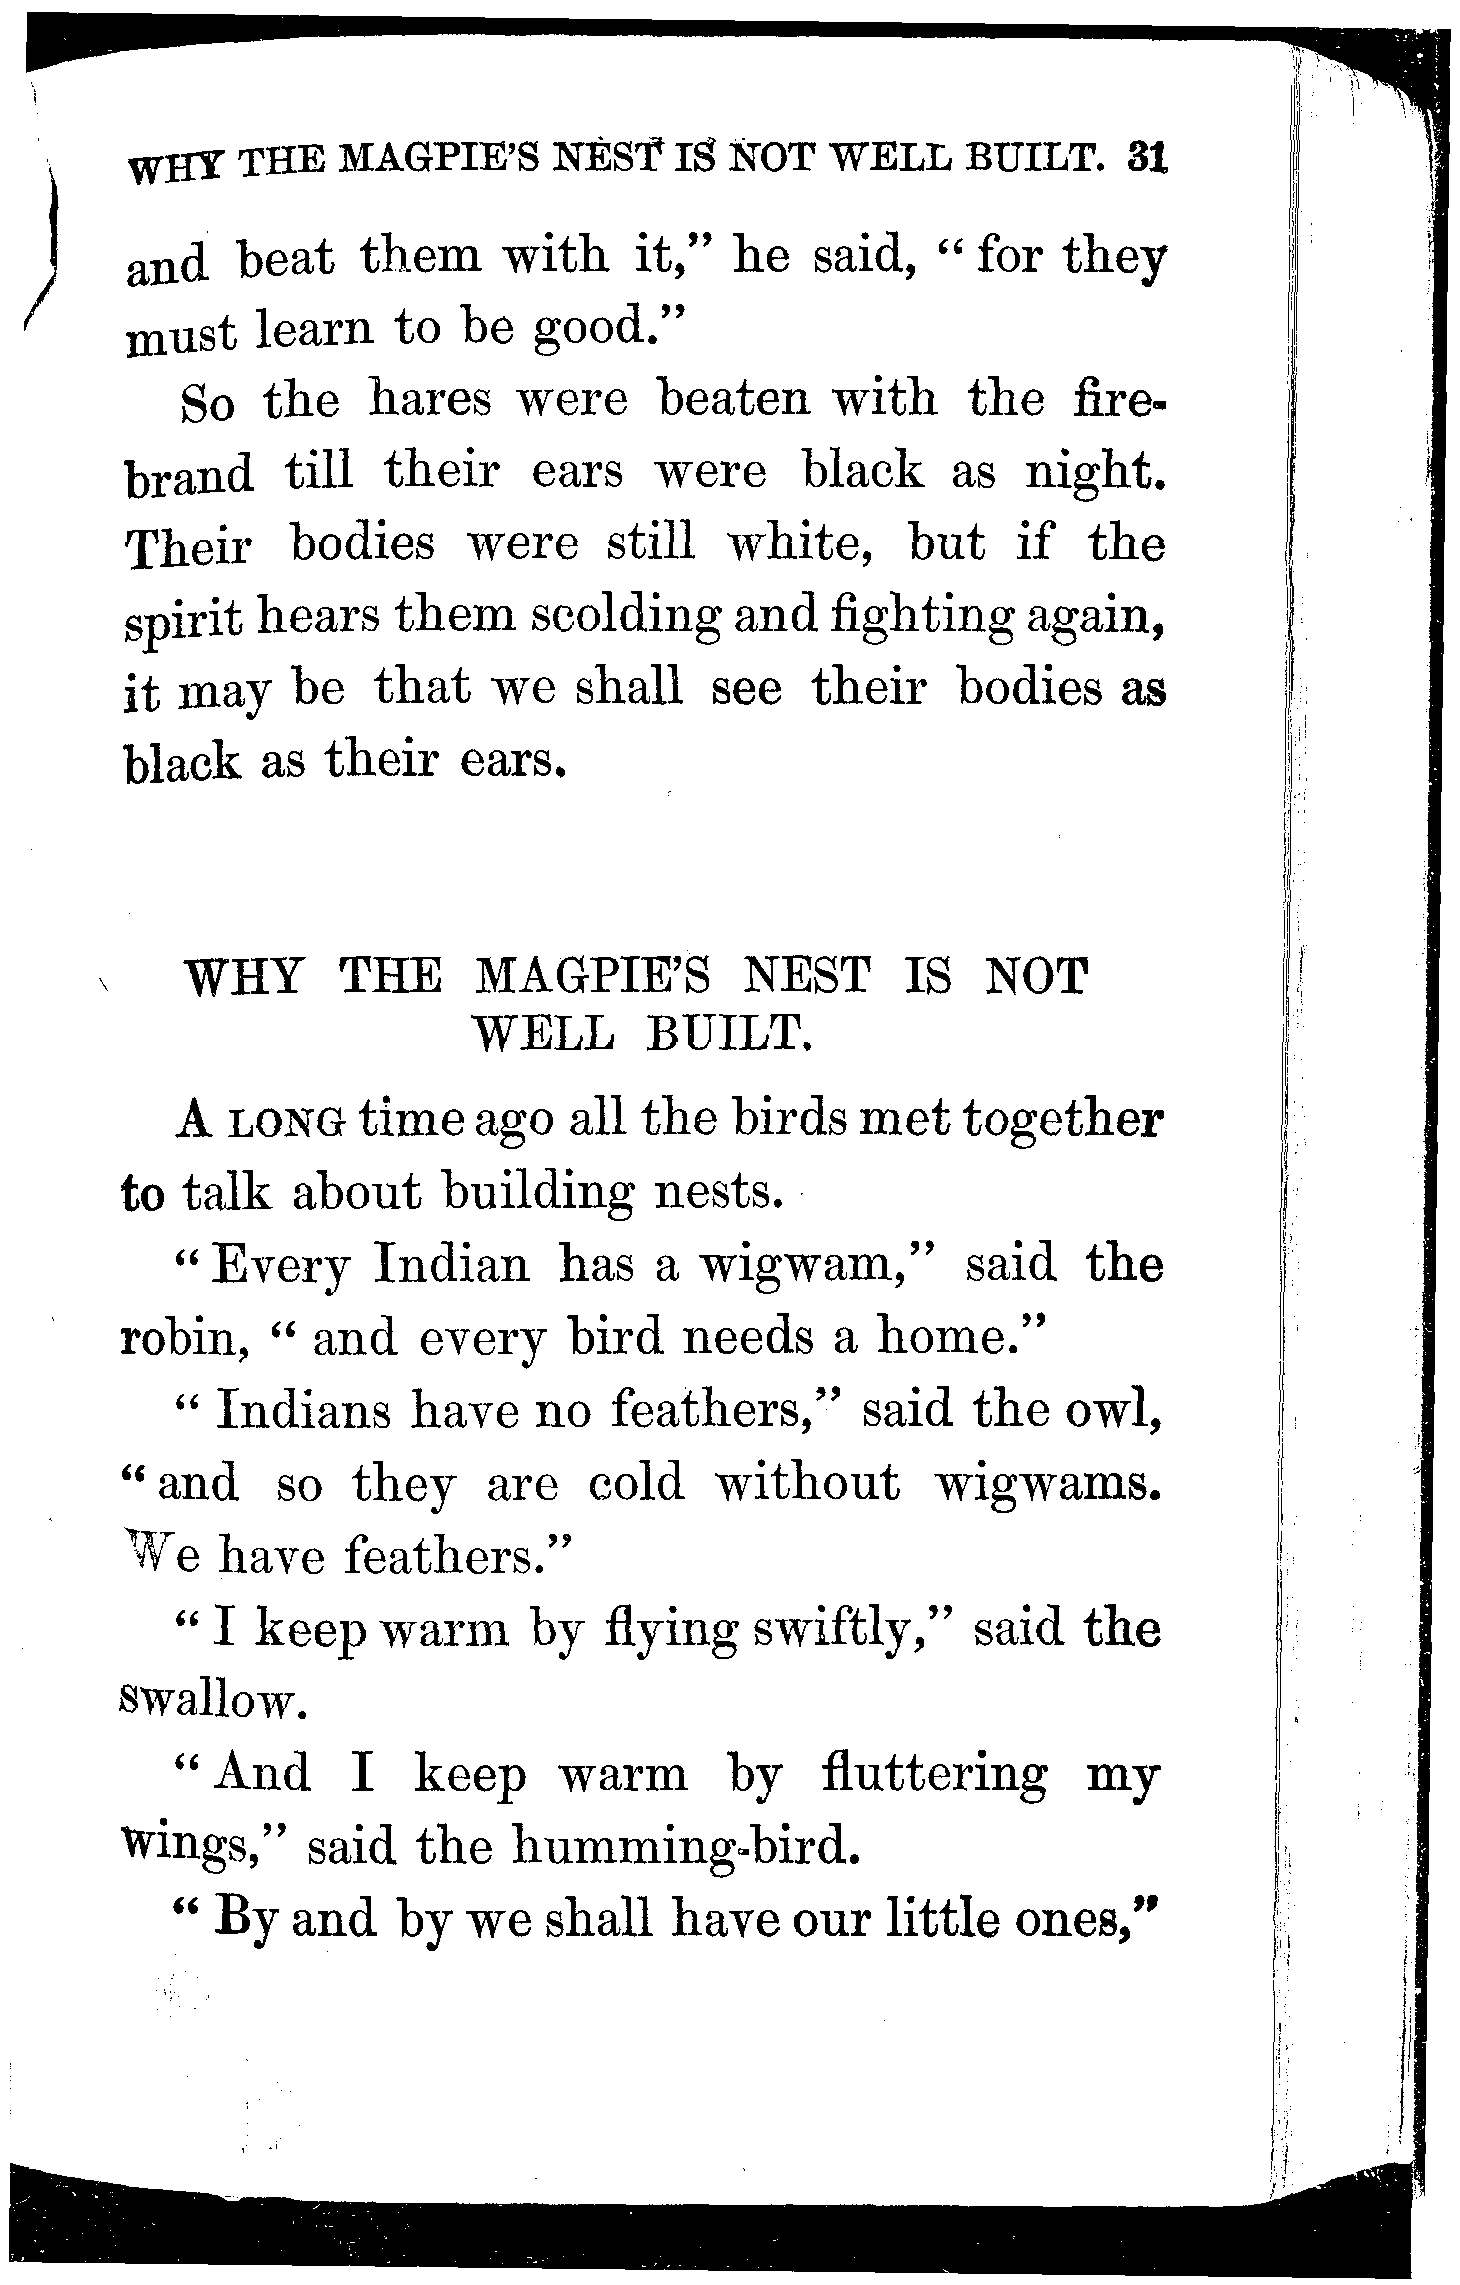 WHY THE MAGPIE'S NEST IS NOT WELL BUILT. 31
and beat them with it," he said, "for they
must learn to be good."
So the hares were beaten with the fire-
brand till their ears were black as night.
Their bodies were still white, but if the
spirit hears them scolding and fighting again,
it may be that we shall see their bodies as
black as their ears.
WHY THE MAGPIE'S NEST IS NOT
WELL BUILT.
A LONG time ago all the birds met together
to talk about building nests.
"Every Indian has a wigwam," said the
robin, "and every bird needs a home."
"Indians have no feathers," said the owl,
"and so they are cold without wigwams.
We have feathers."
"I keep warm by flying swiftly," said the
swallow.
"And I keep warm by fluttering my
wings," said the humming-bird.
"By and by we shall have our little ones,"